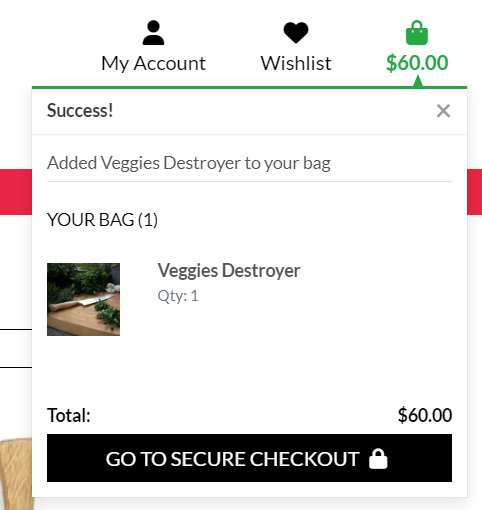 My Account
Wishlist
$60.00
Success!
Added Veggies Destroyer to your bag
YOUR BAG (1)
Veggies Destroyer
Qty: 1
Total:
$60.00
GO TO SECURE CHECKOUT